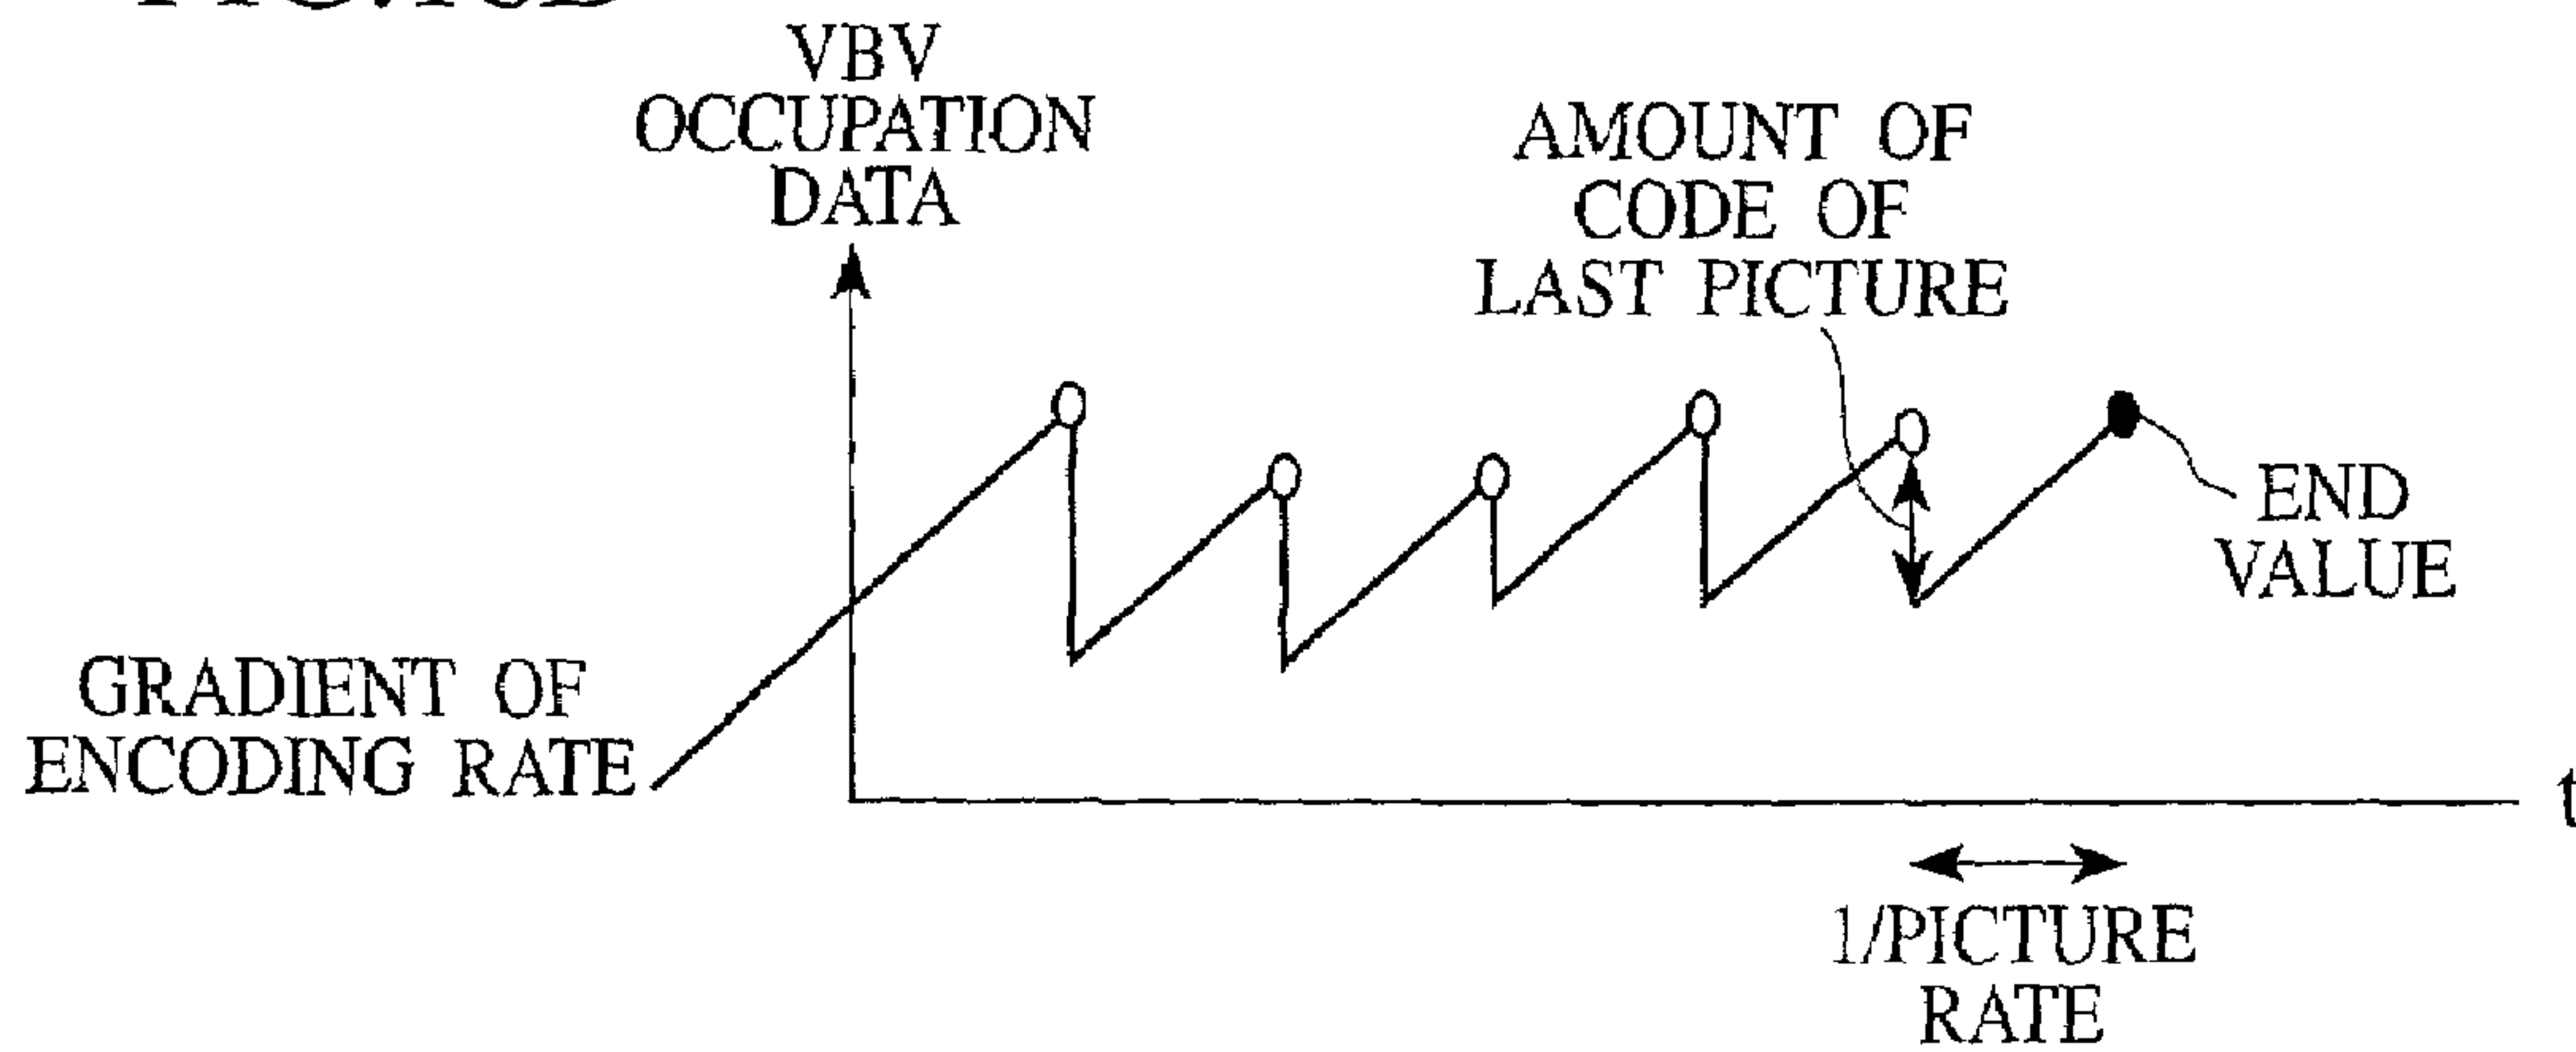 VBV
OCCUPATION
DATA
AMOUNT OF
CODE OF
LAST PICTURE
END
VALUE
GRADIENT OF
ENCODING RATE
t
1/PICTURE
RATE